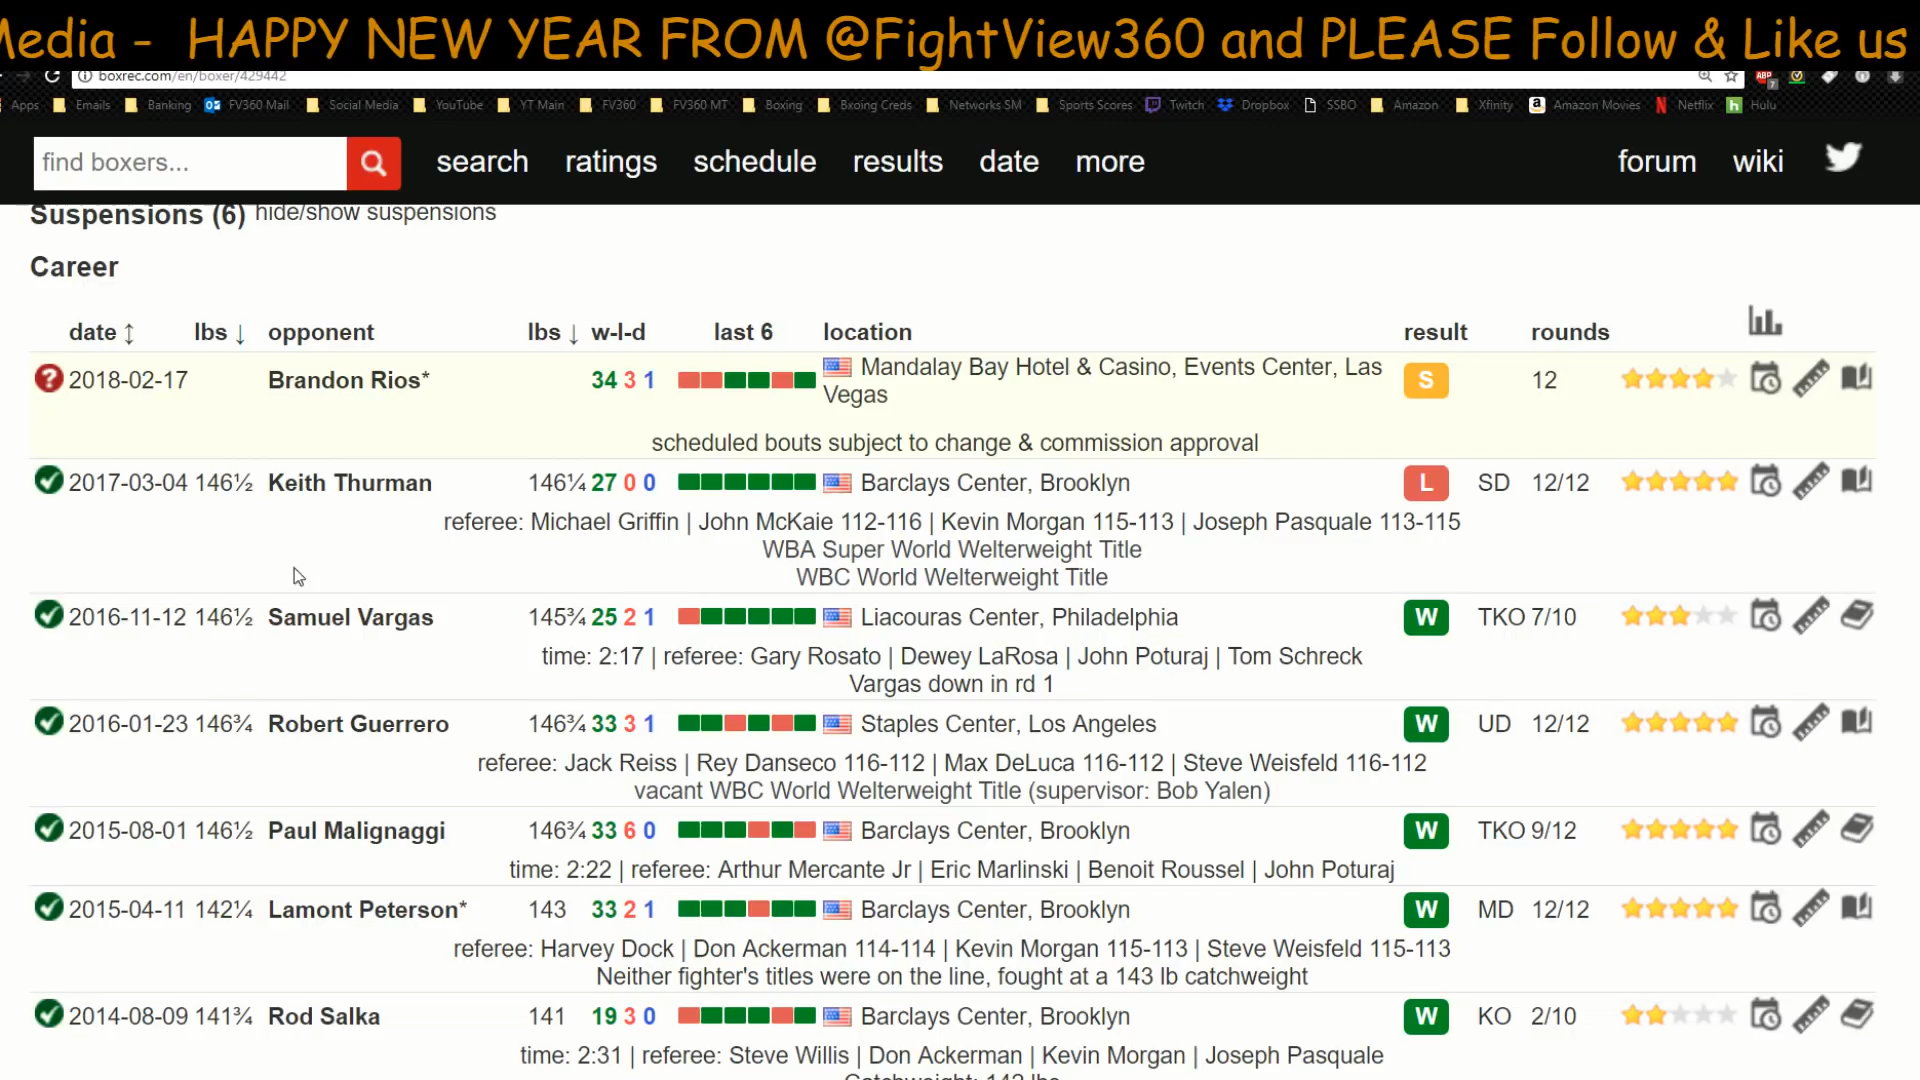 Media - HAPPY NEW YEAR FROM @FightView360 and PLEASE Follow & Like us
boxrec.com/en/boxer/429442
Apps Emails Banking FV360 Mail Social Media YouTube YT Main FV360 FV360 MT Boxing Bxoing Creds Networks SM Sports Scores Twitch Dropbox SSBO Amazon Xfinity Amazon Movies Netflix Hulu
find boxers... search ratings schedule results date more forum wiki
Suspensions (6) hide/show suspensions
Career
date ↕ lbs ↓ opponent lbs ↓ w-l-d last 6 location result rounds
? 2018-02-17 Brandon Rios* 34 3 1 Mandalay Bay Hotel & Casino, Events Center, Las S 12
Vegas
scheduled bouts subject to change & commission approval
2017-03-04 146½ Keith Thurman 146¼ 27 0 0 Barclays Center, Brooklyn L SD 12/12
referee: Michael Griffin | John McKaie 112-116 | Kevin Morgan 115-113 | Joseph Pasquale 113-115
WBA Super World Welterweight Title
WBC World Welterweight Title
2016-11-12 146½ Samuel Vargas 145¾ 25 2 1 Liacouras Center, Philadelphia W TKO 7/10
time: 2:17 | referee: Gary Rosato | Dewey LaRosa | John Poturaj | Tom Schreck
Vargas down in rd 1
2016-01-23 146¾ Robert Guerrero 146¾ 33 3 1 Staples Center, Los Angeles W UD 12/12
referee: Jack Reiss | Rey Danseco 116-112 | Max DeLuca 116-112 | Steve Weisfeld 116-112
vacant WBC World Welterweight Title (supervisor: Bob Yalen)
2015-08-01 146½ Paul Malignaggi 146¾ 33 6 0 Barclays Center, Brooklyn W TKO 9/12
time: 2:22 | referee: Arthur Mercante Jr | Eric Marlinski | Benoit Roussel | John Poturaj
2015-04-11 142¼ Lamont Peterson* 143 33 2 1 Barclays Center, Brooklyn W MD 12/12
referee: Harvey Dock | Don Ackerman 114-114 | Kevin Morgan 115-113 | Steve Weisfeld 115-113
Neither fighter's titles were on the line, fought at a 143 lb catchweight
2014-08-09 141¾ Rod Salka 141 19 3 0 Barclays Center, Brooklyn W KO 2/10
time: 2:31 | referee: Steve Willis | Don Ackerman | Kevin Morgan | Joseph Pasquale
Catchweight: 142 lbs